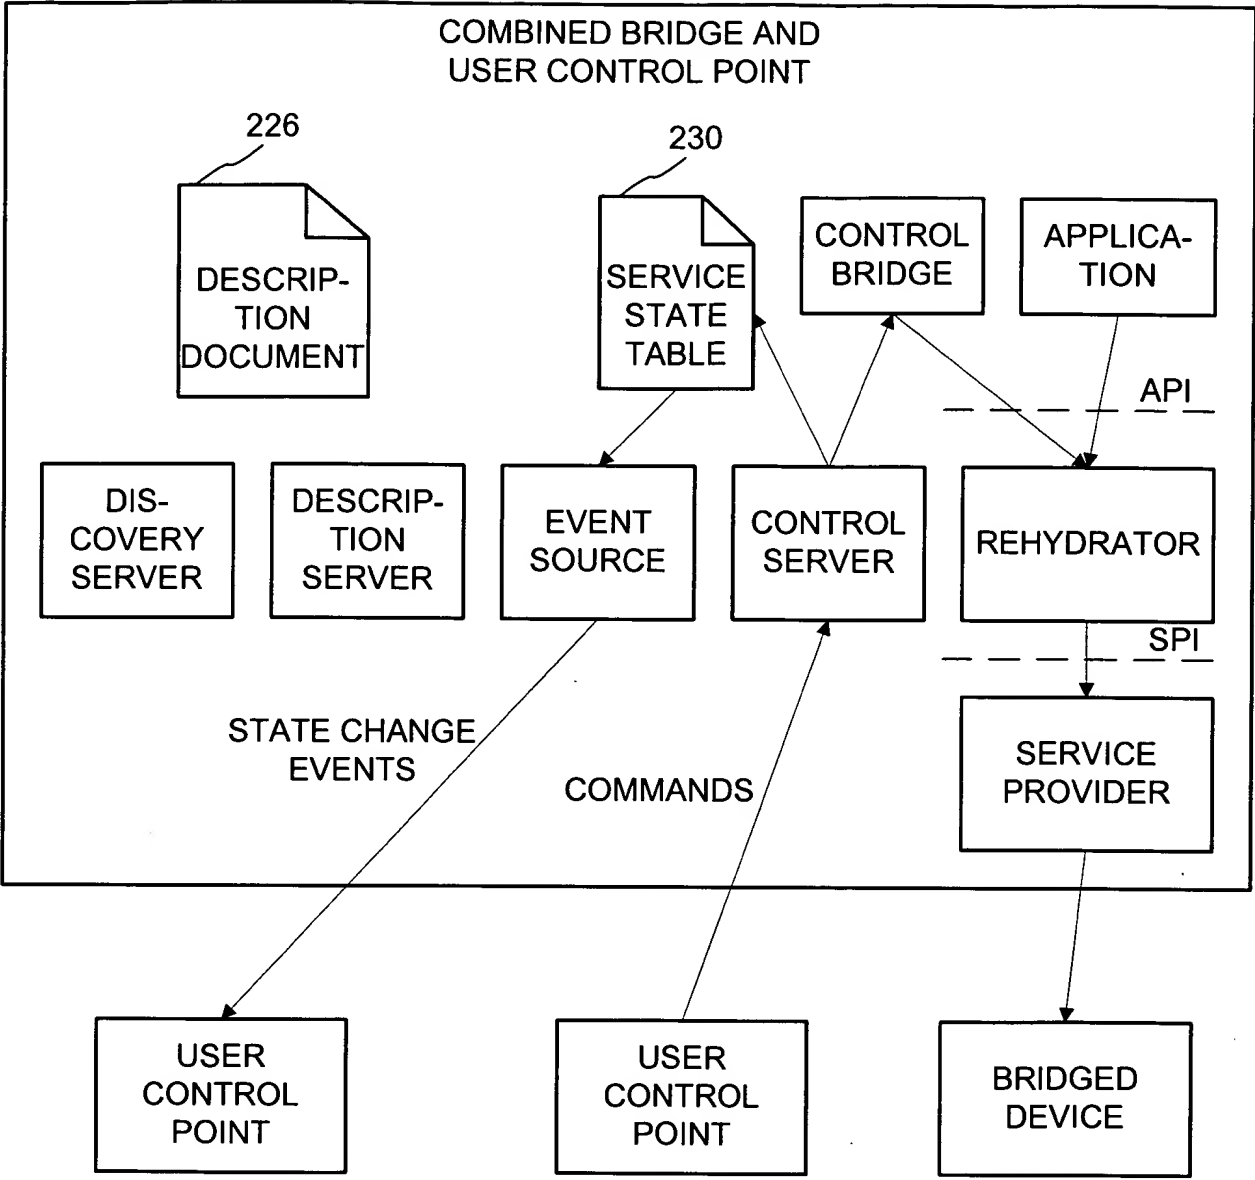 COMBINED BRIDGE AND
USER CONTROL POINT
226
230
DESCRIP-
TION
DOCUMENT
SERVICE
STATE
TABLE
CONTROL
BRIDGE
APPLICA-
TION
API
DIS-
COVERY
SERVER
DESCRIP-
TION
SERVER
EVENT
SOURCE
CONTROL
SERVER
REHYDRATOR
SPI
STATE CHANGE
EVENTS
COMMANDS
SERVICE
PROVIDER
USER
CONTROL
POINT
USER
CONTROL
POINT
BRIDGED
DEVICE